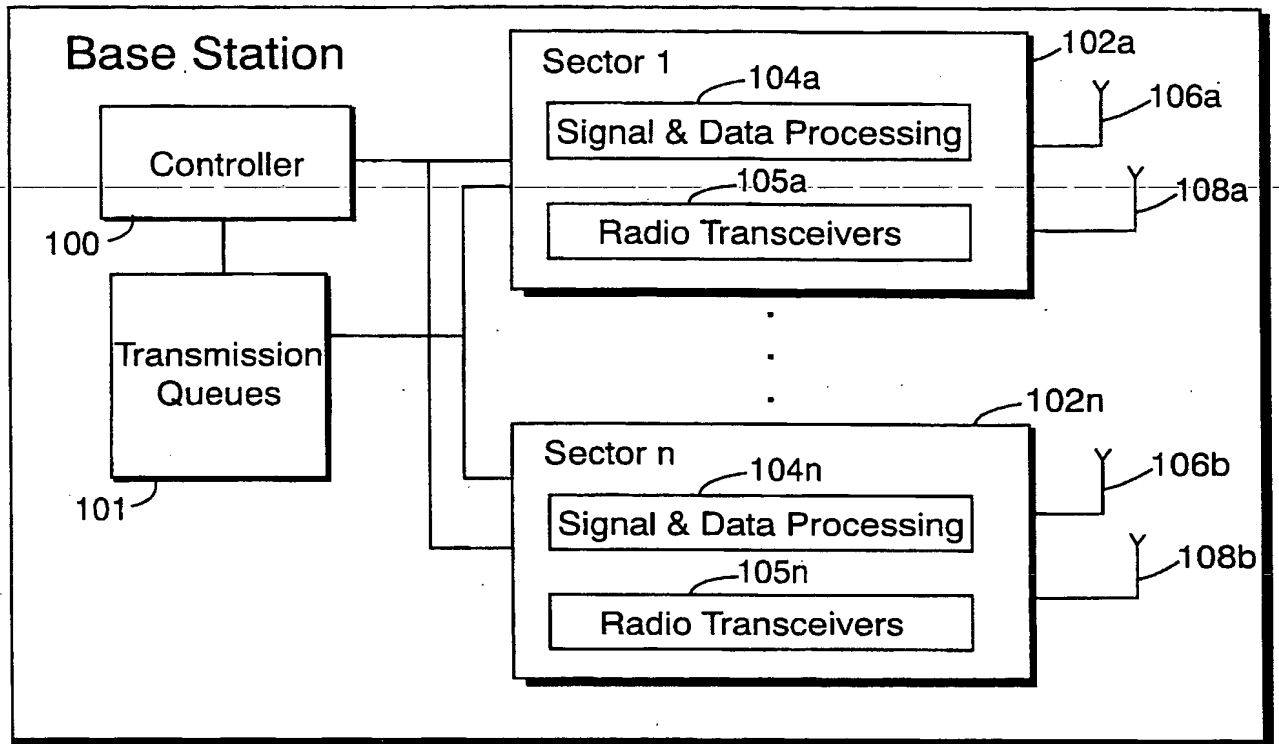 Base Station
Sector 1
102a
104a
106a
Signal & Data Processing
Controller
105a
108a
100
Radio Transceivers
Transmission
Queues
102n
Sector n
104n
106b
101
Signal & Data Processing
108b
105n
Radio Transceivers